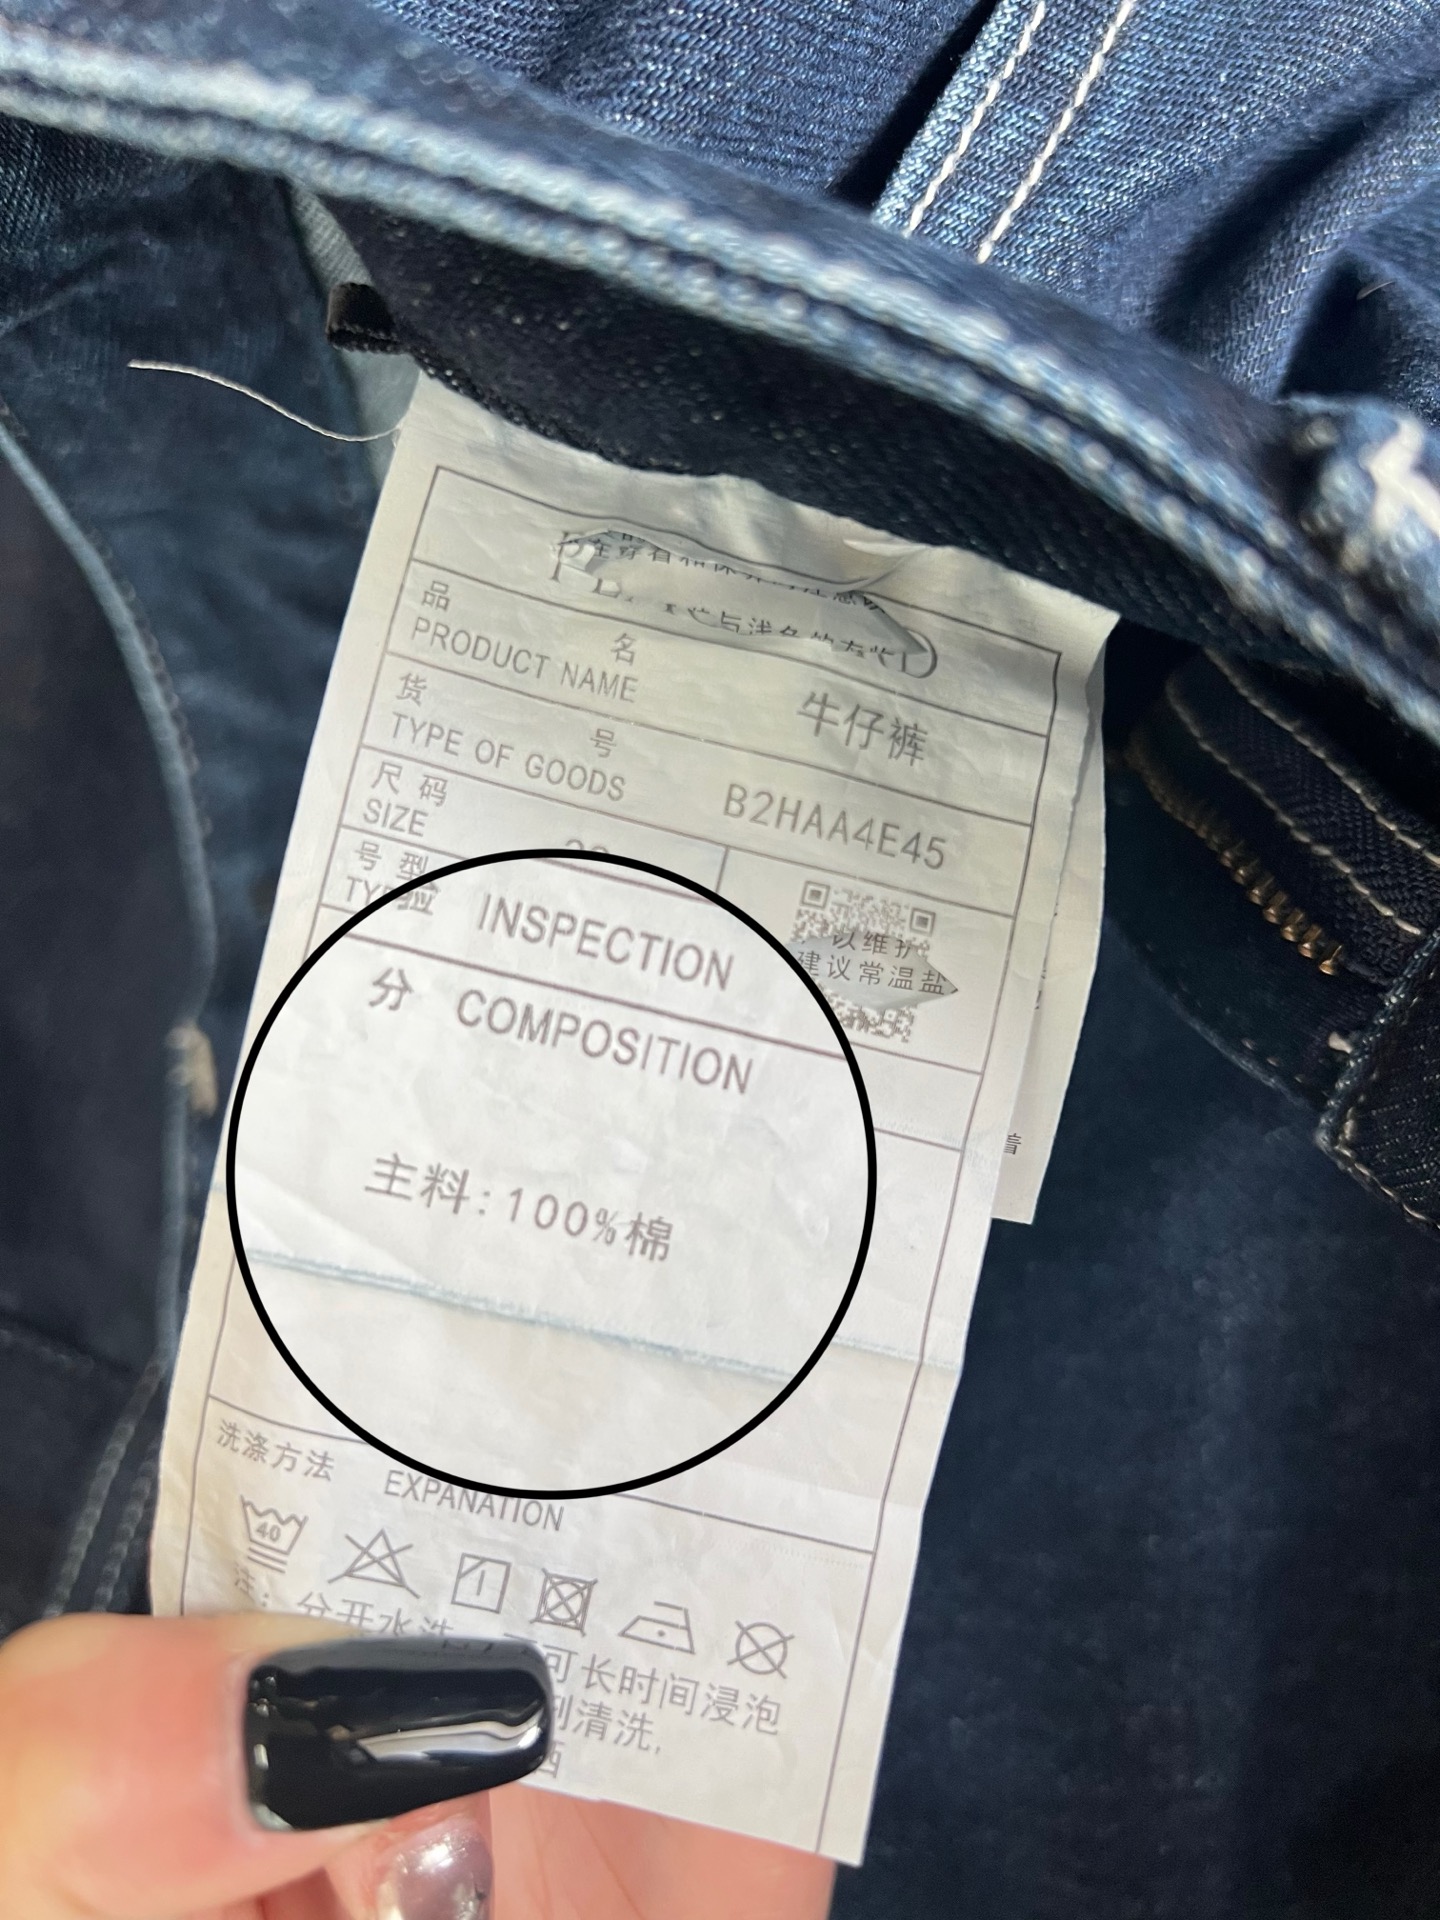 品 名
PRODUCT NAME
牛仔裤
货 号
TYPE OF GOODS
B2HAA4E45
尺码
SIZE
号型
以维护
建议常温盐
INSPECTION
分 COMPOSITION
主料:100%棉
着
洗涤方法 EXPANATION
40
注: 分开水洗
可长时间浸泡
清洗,